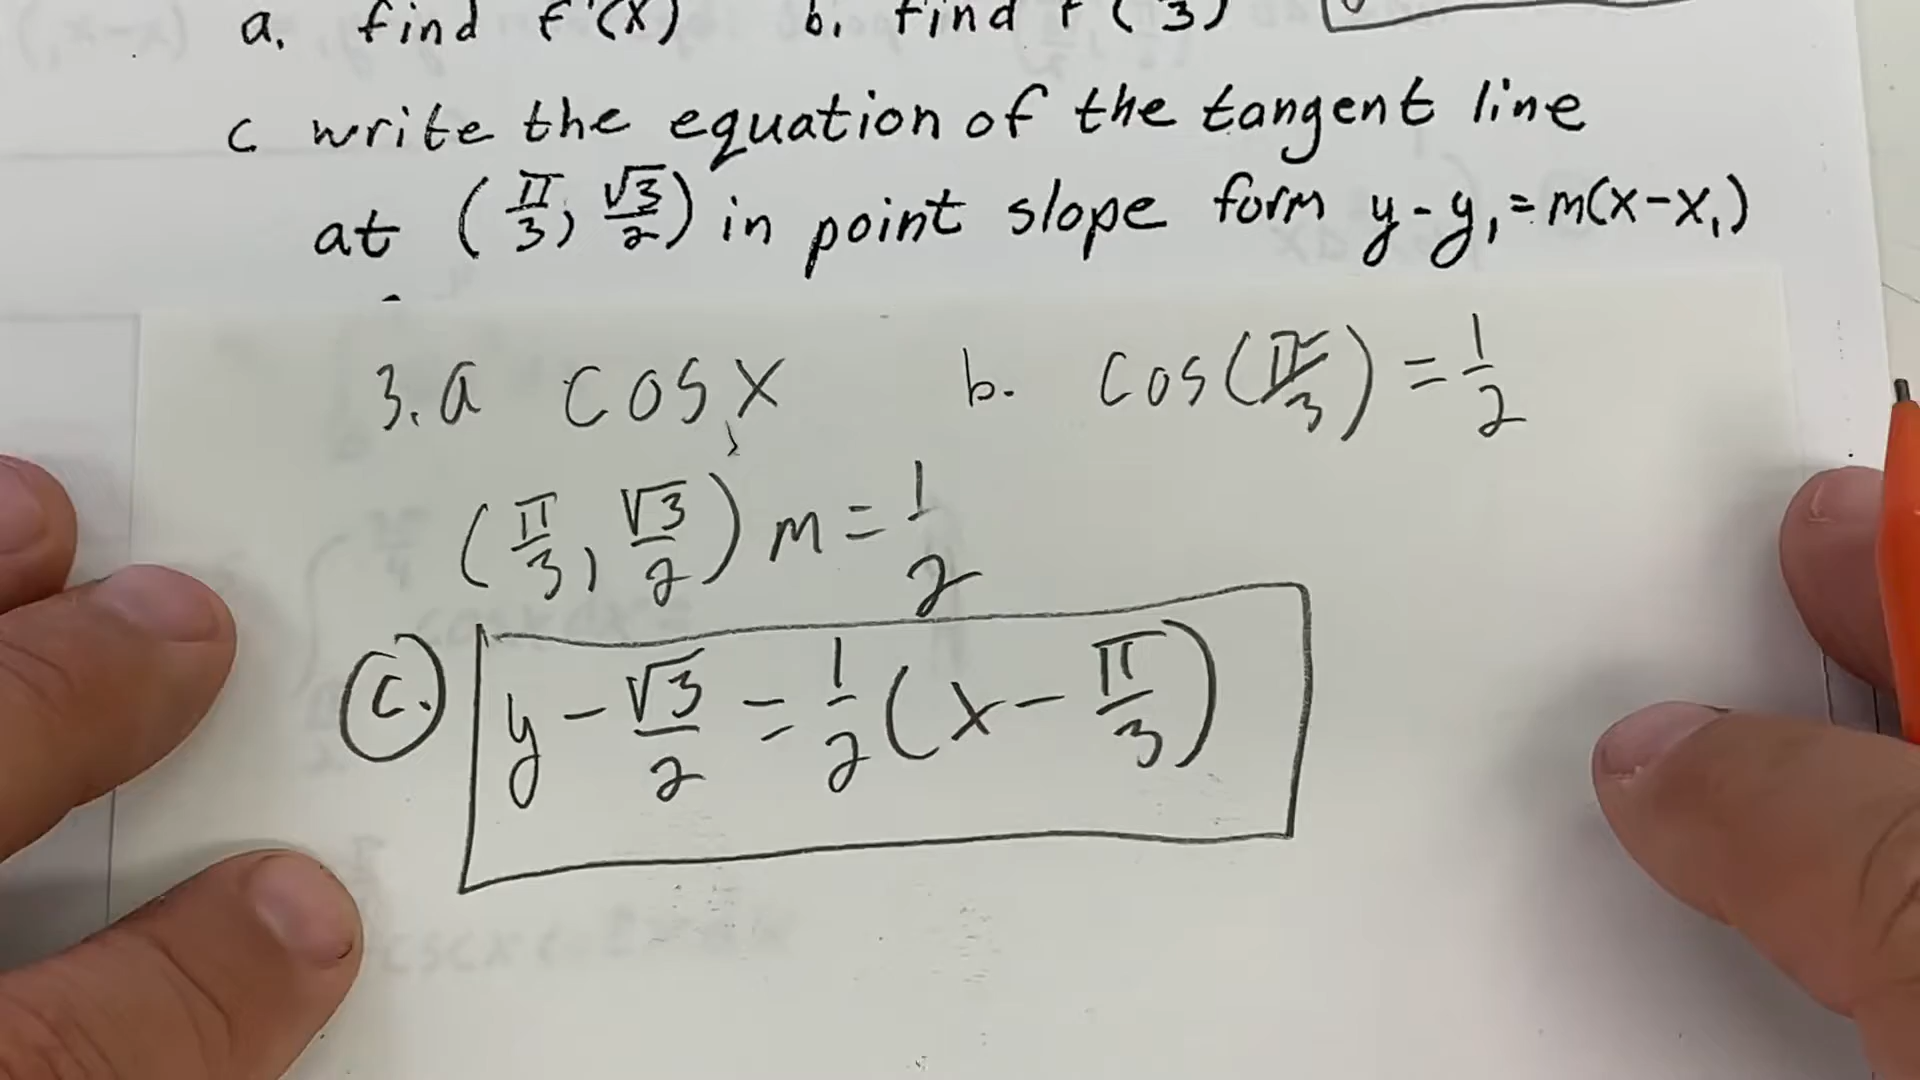 a. find f'(x) b. find f'(π/3)
c write the equation of the tangent line
at (π/3, √3/2) in point slope form y-y₁=m(x-x₁)
3.a cosx b. cos(π/3)=1/2
(π/3, √3/2) m=1/2
c. y-√3/2=1/2(x-π/3)